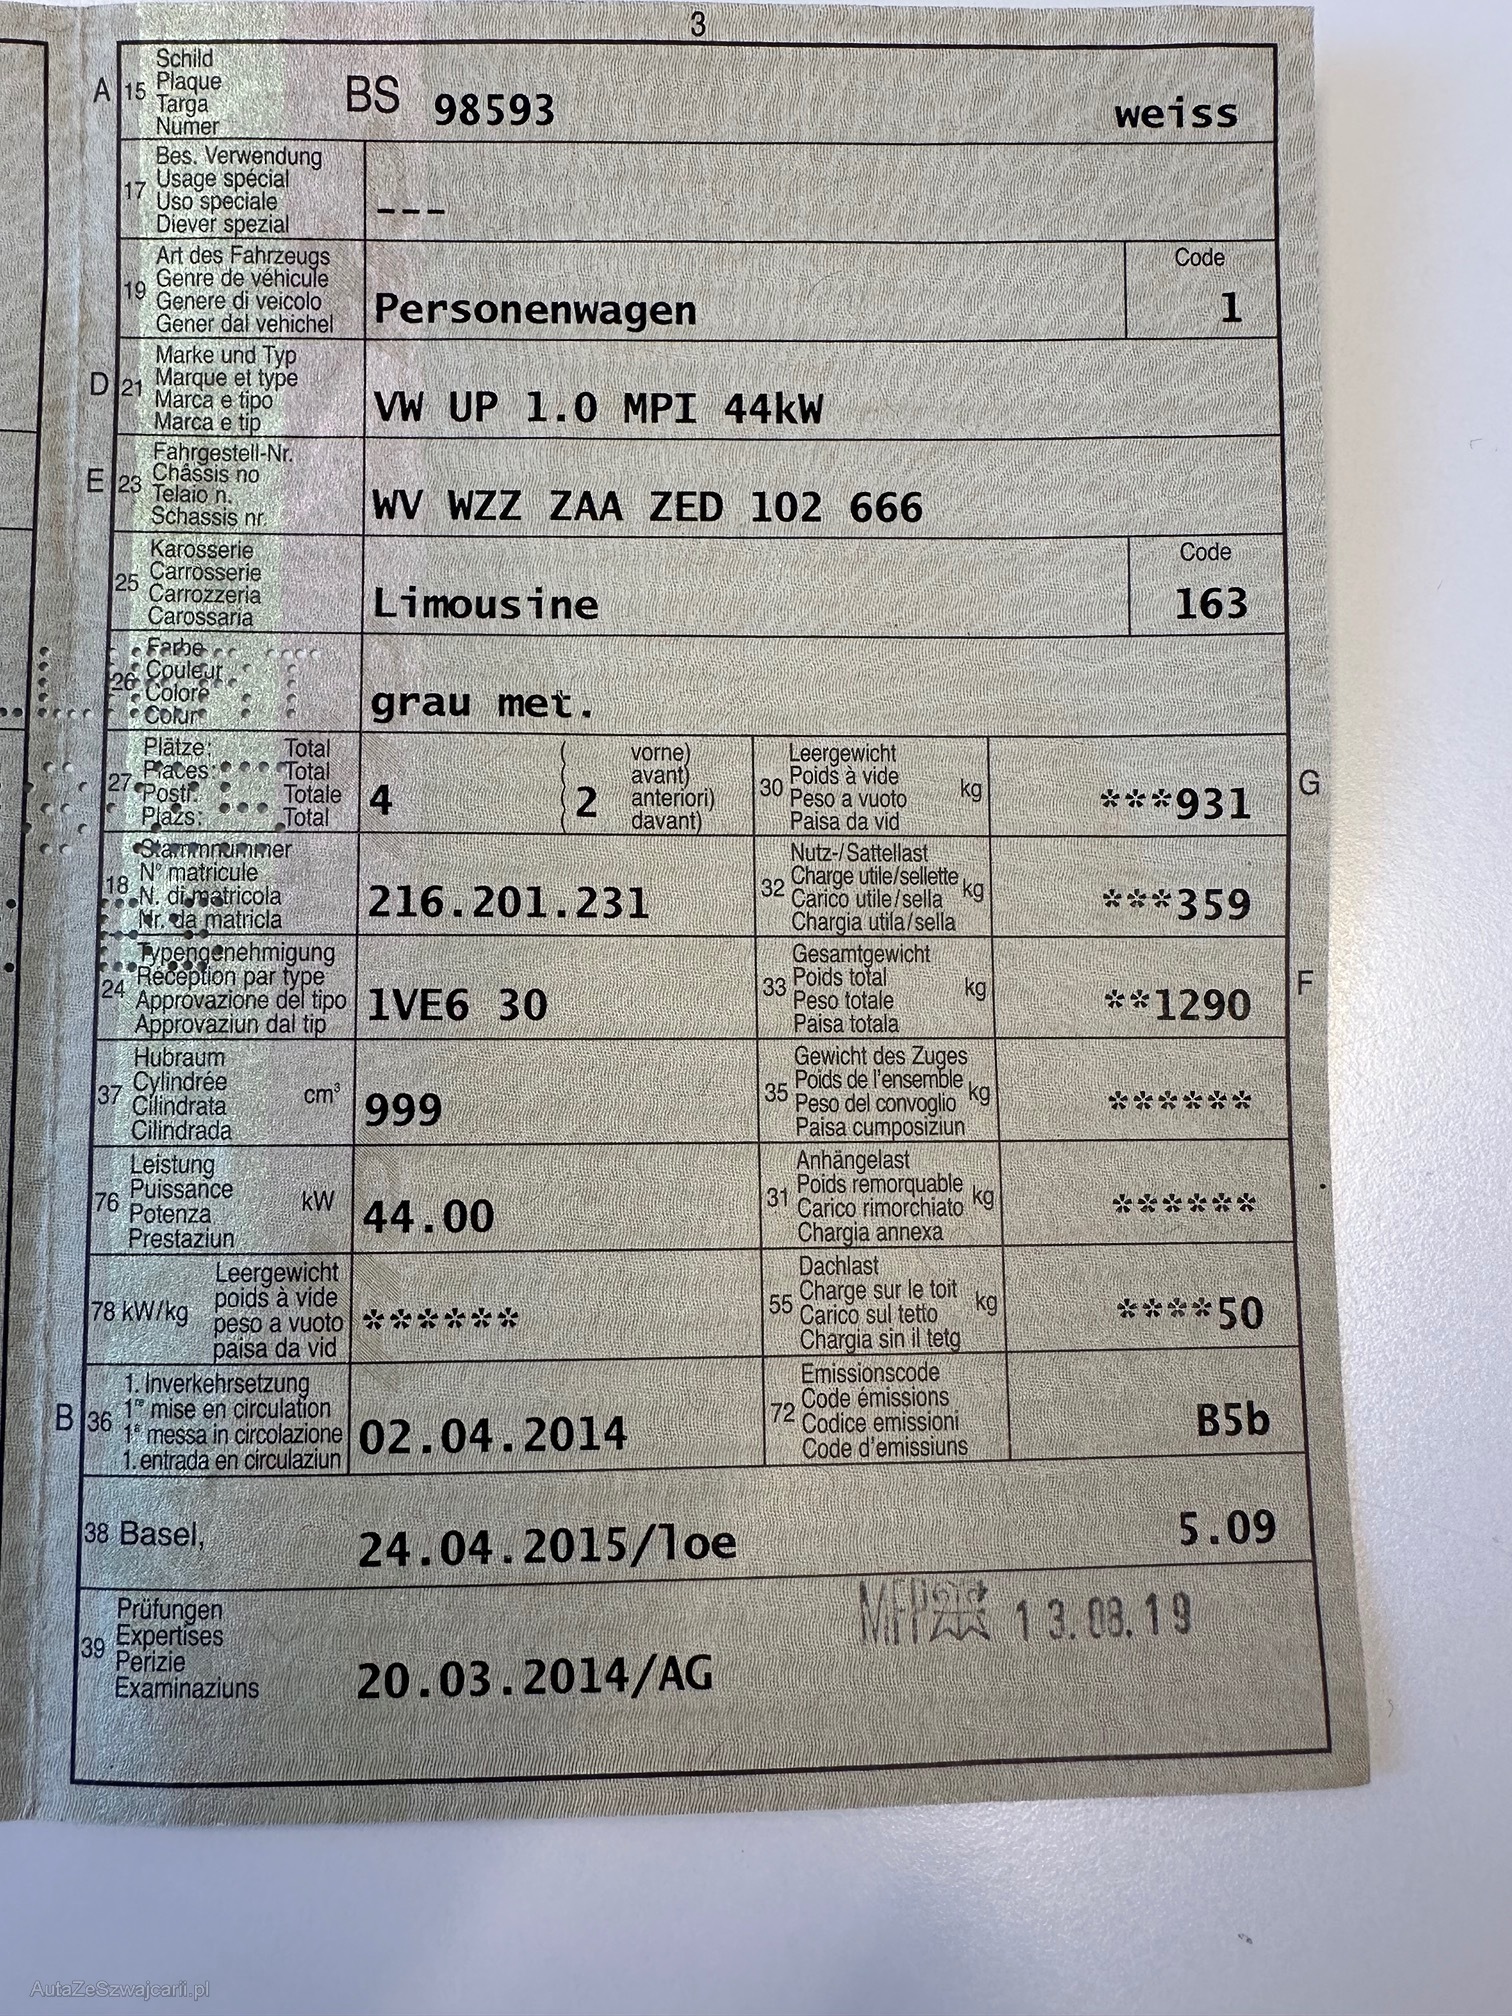 3
A 15 Schild
Plaque
Targa
Numer
BS 98593 weiss
17 Bes. Verwendung
Usage spécial
Uso speciale
Diever spezial
---
19 Art des Fahrzeugs
Genre de véhicule
Genere di veicolo
Gener dal vehichel
Personenwagen
Code
1
D 21 Marke und Typ
Marque et type
Marca e tipo
Marca e tip
VW UP 1.0 MPI 44kW
E 23 Fahrgestell-Nr.
Châssis no
Telaio n.
Schassis nr.
WV WZZ ZAA ZED 102 666
25 Karosserie
Carrosserie
Carrozzeria
Carossaria
Limousine
Code
163
26 Farbe
Couleur
Colore
Colur
grau met.
27 Plätze: Total
Places: Total
Posti: Totale
Plazs: Total
4 ( 2 vorne)
avant)
anteriori)
davant)
30 Leergewicht
Poids à vide
Peso a vuoto
Paisa da vid
kg
***931
G
18 Stammnummer
N° matricule
N. di matricola
Nr. da matricla
216.201.231
32 Nutz-/Sattellast
Charge utile/sellette
Carico utile/sella
Chargia utila/sella
kg
***359
24 Typengenehmigung
Réception par type
Approvazione del tipo
Approvaziun dal tip
1VE6 30
33 Gesamtgewicht
Poids total
Peso totale
Paisa totala
kg
**1290
F
37 Hubraum
Cylindrée
Cilindrata
Cilindrada
cm³
999
35 Gewicht des Zuges
Poids de l'ensemble
Peso del convoglio
Paisa cumposiziun
kg
******
76 Leistung
Puissance
Potenza
Prestaziun
kW
44.00
31 Anhängelast
Poids remorquable
Carico rimorchiato
Chargia annexa
kg
******
78 kW/kg Leergewicht
poids à vide
peso a vuoto
paisa da vid
******
55 Dachlast
Charge sur le toit
Carico sul tetto
Chargia sin il tetg
kg
****50
B 36 1. Inverkehrsetzung
1re mise en circulation
1a messa in circolazione
1. entrada en circulaziun
02.04.2014
72 Emissionscode
Code émissions
Codice emissioni
Code d'emissiuns
B5b
38 Basel,
24.04.2015/loe
5.09
39 Prüfungen
Expertises
Perizie
Examinaziuns
20.03.2014/AG
MFP 13.08.19
AutaZeSzwajcarii.pl